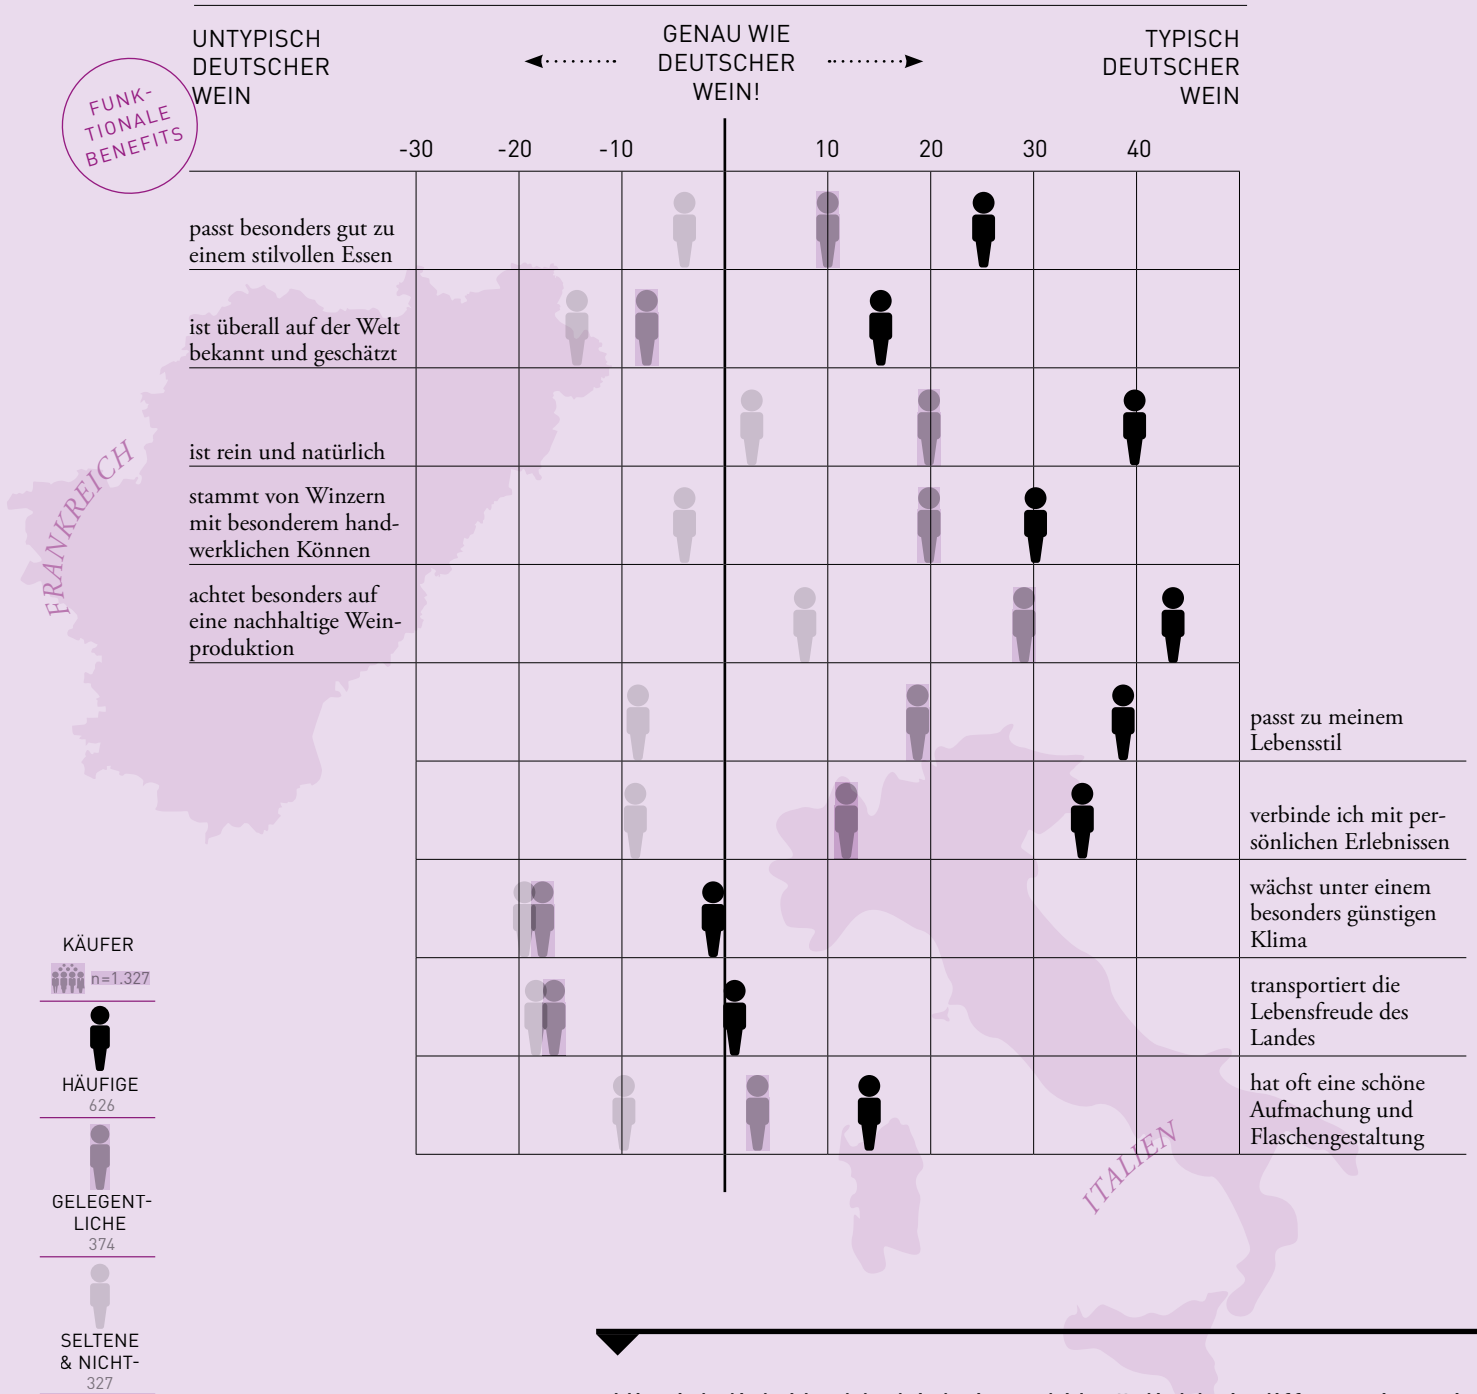 UNTYPISCH
DEUTSCHER
WEIN
GENAU WIE
DEUTSCHER
WEIN!
TYPISCH
DEUTSCHER
WEIN
FUNK-
TIONALE
BENEFITS
-30 -20 -10 10 20 30 40
passt besonders gut zu
einem stilvollen Essen
ist überall auf der Welt
bekannt und geschätzt
ist rein und natürlich
stammt von Winzern
mit besonderem hand-
werklichen Können
achtet besonders auf
eine nachhaltige Wein-
produktion
FRANKREICH
passt zu meinem
Lebensstil
verbinde ich mit per-
sönlichen Erlebnissen
wächst unter einem
besonders günstigen
Klima
transportiert die
Lebensfreude des
Landes
hat oft eine schöne
Aufmachung und
Flaschengestaltung
ITALIEN
KÄUFER
n=1.327
HÄUFIGE
626
GELEGENT-
LICHE
374
SELTENE
& NICHT-
327